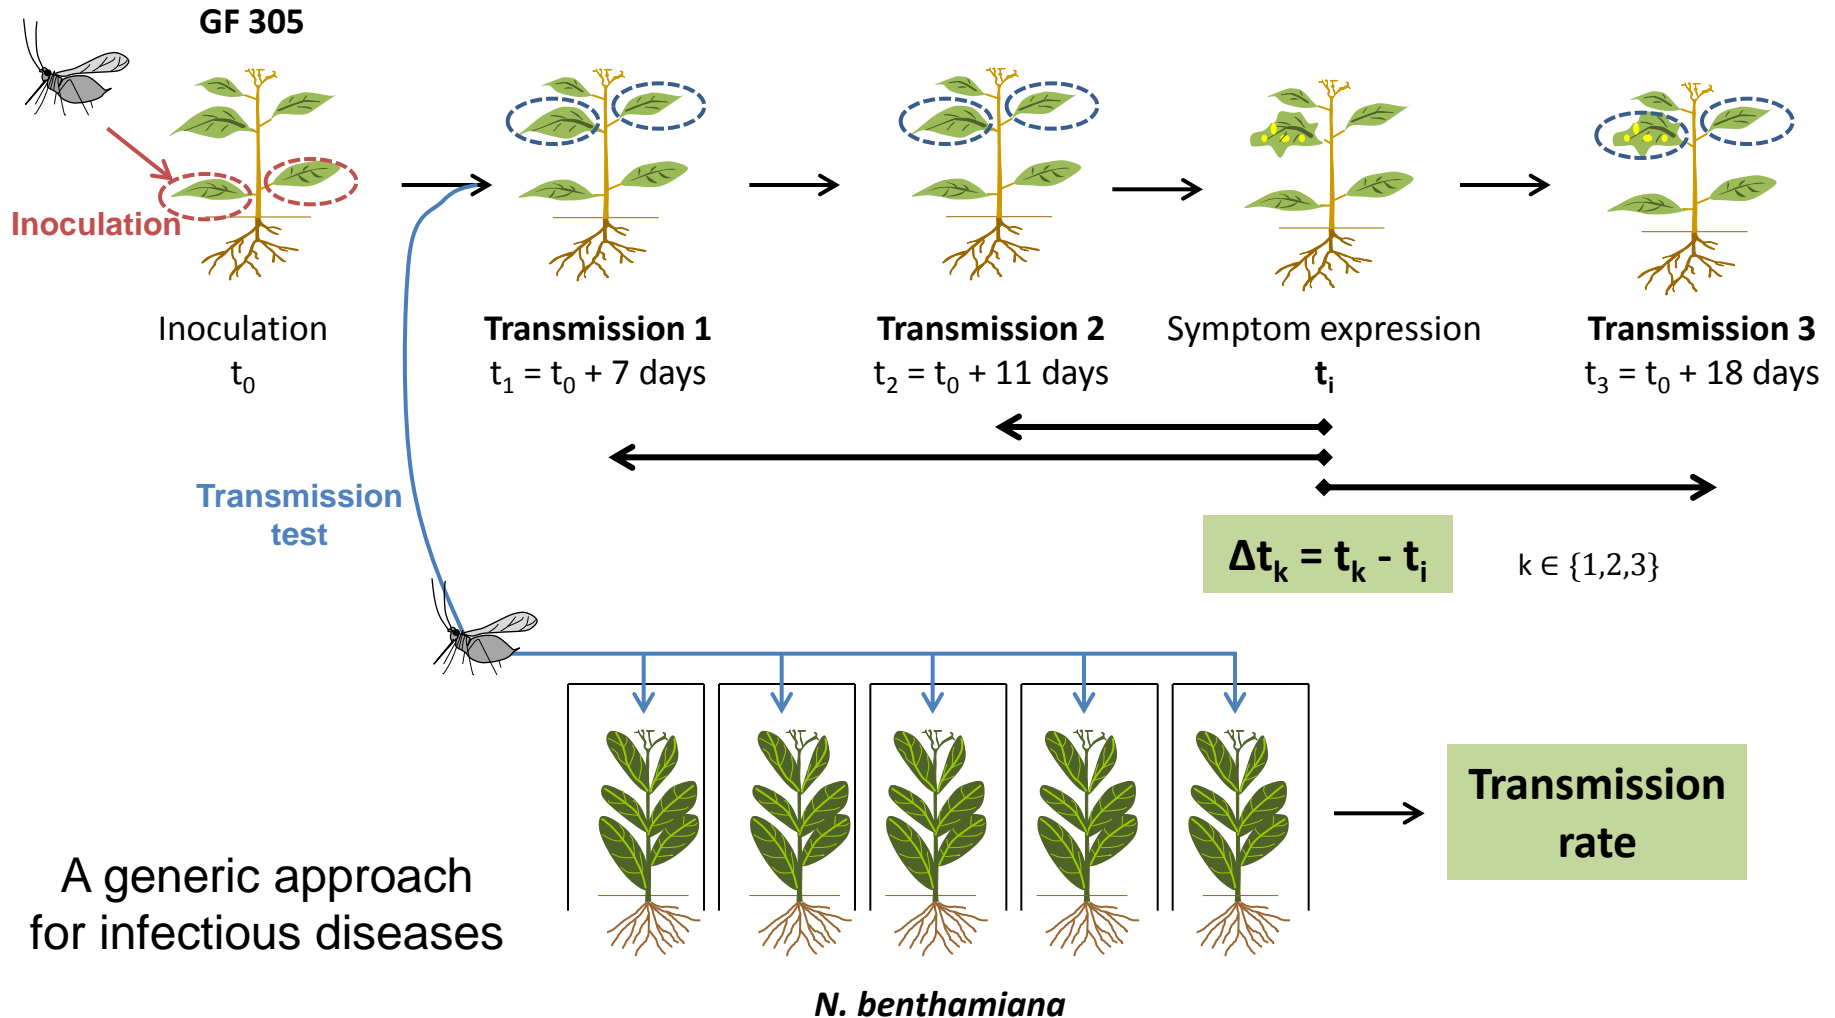 GF 305
Inoculation
Inoculation
t0
Transmission 1
t1 = t0 + 7 days
Transmission 2
t2 = t0 + 11 days
Symptom expression
ti
Transmission 3
t3 = t0 + 18 days
Transmission
test
Δtk = tk - ti
k ∈ {1,2,3}
Transmission
rate
A generic approach
for infectious diseases
N. benthamiana